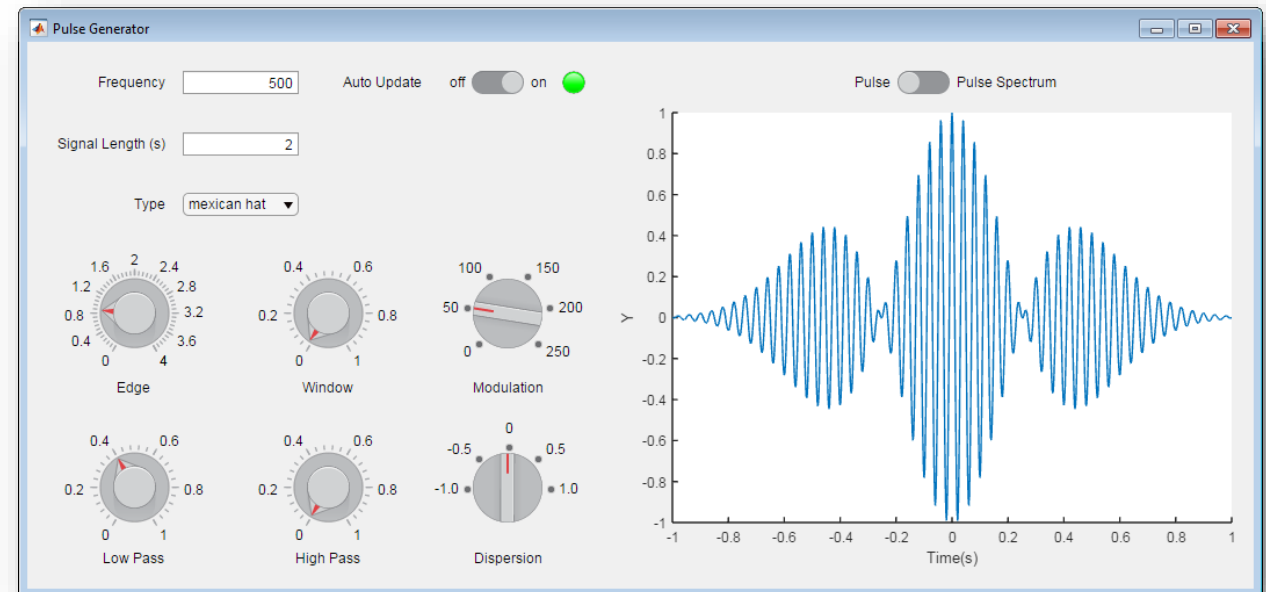 Pulse Generator
Frequency 500 Auto Update off on Pulse Pulse Spectrum
Signal Length (s) 2
Type mexican hat
0 0.4 0.8 1.2 1.6 2 2.4 2.8 3.2 3.6 4
Edge
0 0.2 0.4 0.6 0.8 1
Window
0 50 100 150 200 250
Modulation
0 0.2 0.4 0.6 0.8 1
Low Pass
0 0.2 0.4 0.6 0.8 1
High Pass
-1.0 -0.5 0 0.5 1.0
Dispersion
1
0.8
0.6
0.4
0.2
0
-0.2
-0.4
-0.6
-0.8
-1
Y
-1 -0.8 -0.6 -0.4 -0.2 0 0.2 0.4 0.6 0.8 1
Time(s)